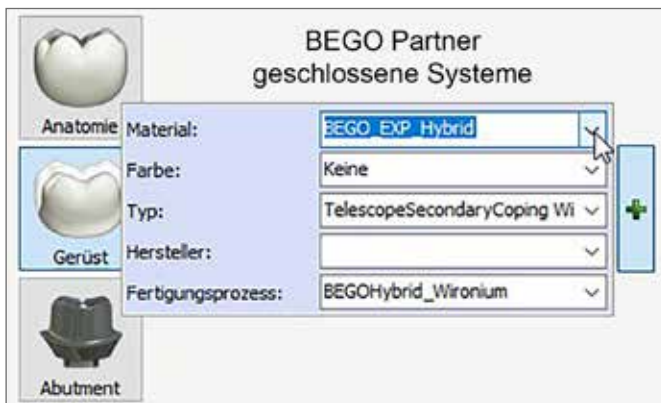 BEGO Partner
geschlossene Systeme
Anatomie
Material: BEGO_EXP_Hybrid
Farbe: Keine
Typ: TelescopeSecondaryCoping Wi
Gerüst
Hersteller:
Fertigungsprozess: BEGOHybrid_Wironium
Abutment